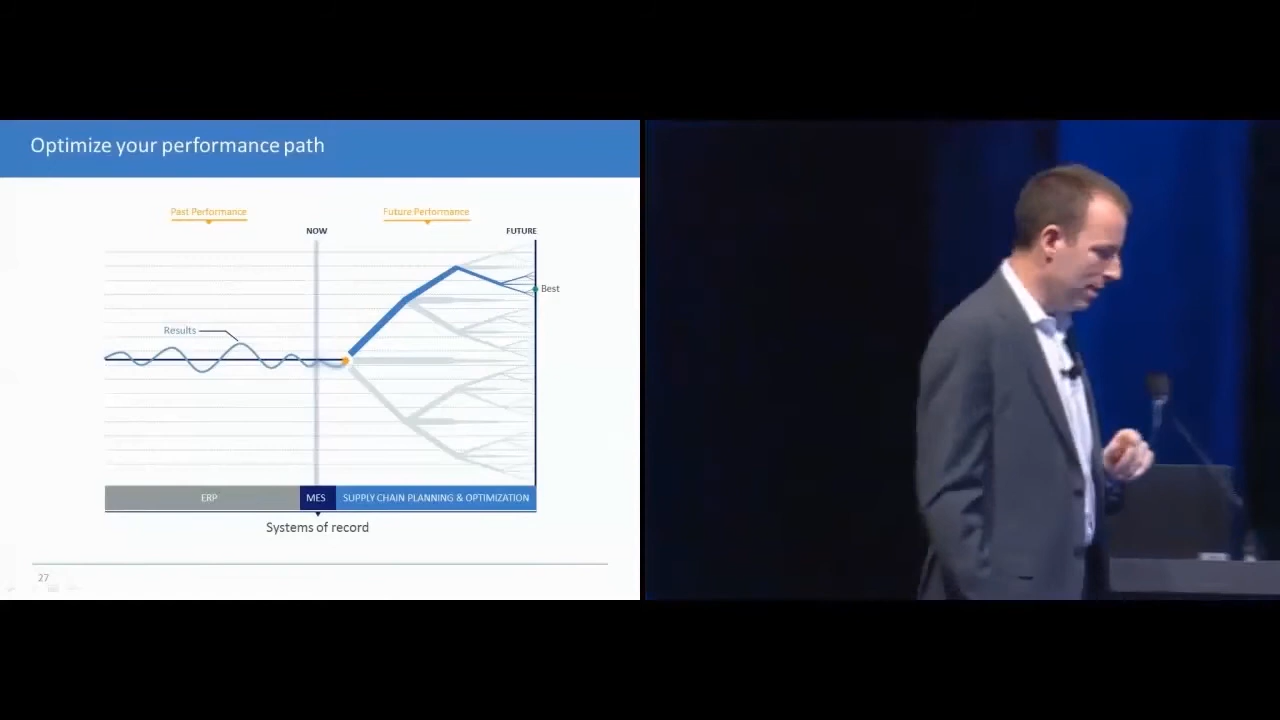 Optimize your performance path
Past Performance
Future Performance
NOW
FUTURE
Best
Results
ERP
MES
SUPPLY CHAIN PLANNING & OPTIMIZATION
Systems of record
27